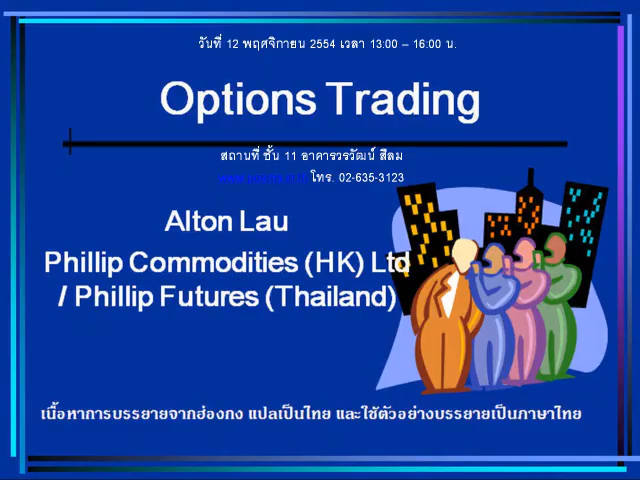 วันที่ 12 พฤศจิกายน 2554 เวลา 13:00 – 16:00 น.
Options Trading
สถานที่ ชั้น 11 อาคารวรวัฒน์ สีลม
โทร. 02-635-3123
Alton Lau
Phillip Commodities (HK) Ltd
/ Phillip Futures (Thailand)
เนื้อหาการบรรยายจากฮ่องกง แปลเป็นไทย และใช้ตัวอย่างบรรยายเป็นภาษาไทย